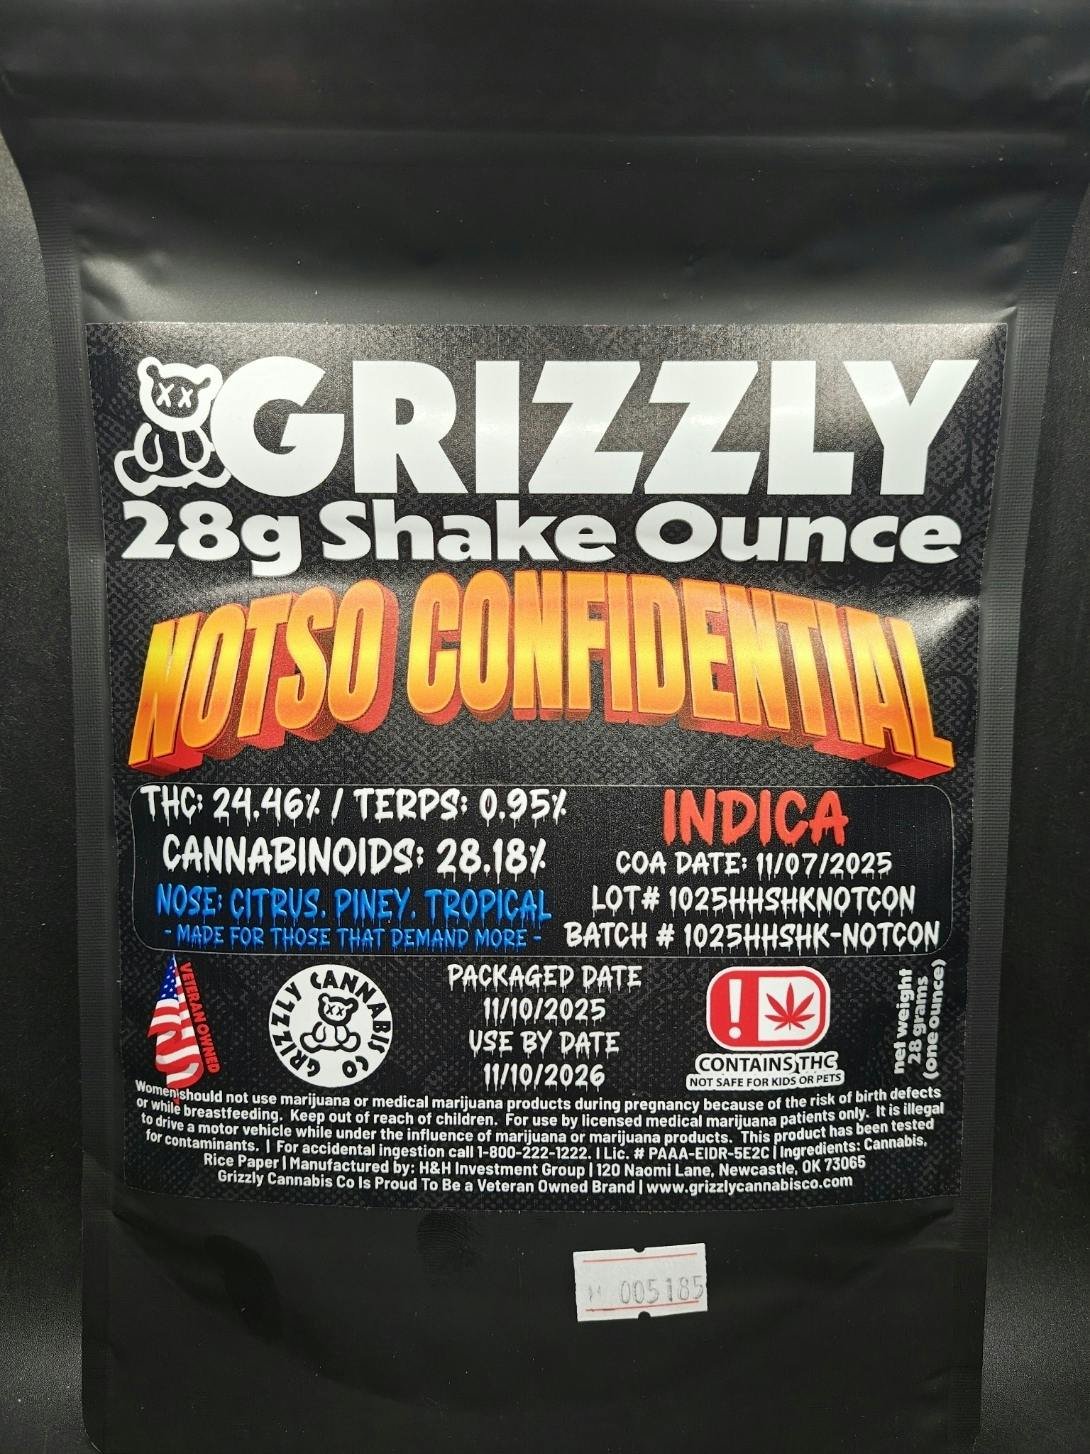 GRIZZLY
28g Shake Ounce
NOTSO CONFIDENTIAL
THC: 24.46% / TERPS: 0.95%
CANNABINOIDS: 28.18%
NOSE: CITRUS. PINEY. TROPICAL
- MADE FOR THOSE THAT DEMAND MORE -
INDICA
COA DATE: 11/07/2025
LOT# 1025HHSHKNOTCON
BATCH # 1025HHSHK-NOTCON
VETERAN OWNED
GRIZZLY CANNABIS CO
PACKAGED DATE
11/10/2025
USE BY DATE
11/10/2026
!
CONTAINS THC
NOT SAFE FOR KIDS OR PETS
net weight
28 grams
(one ounce)
Women should not use marijuana or medical marijuana products during pregnancy because of the risk of birth defects
or while breastfeeding. Keep out of reach of children. For use by licensed medical marijuana patients only. It is illegal
to drive a motor vehicle while under the influence of marijuana or marijuana products. This product has been tested
for contaminants. | For accidental ingestion call 1-800-222-1222. | Lic. # PAAA-EIDR-5E2C | Ingredients: Cannabis,
Rice Paper | Manufactured by: H&H Investment Group | 120 Naomi Lane, Newcastle, OK 73065
Grizzly Cannabis Co Is Proud To Be a Veteran Owned Brand | www.grizzlycannabisco.com
005185